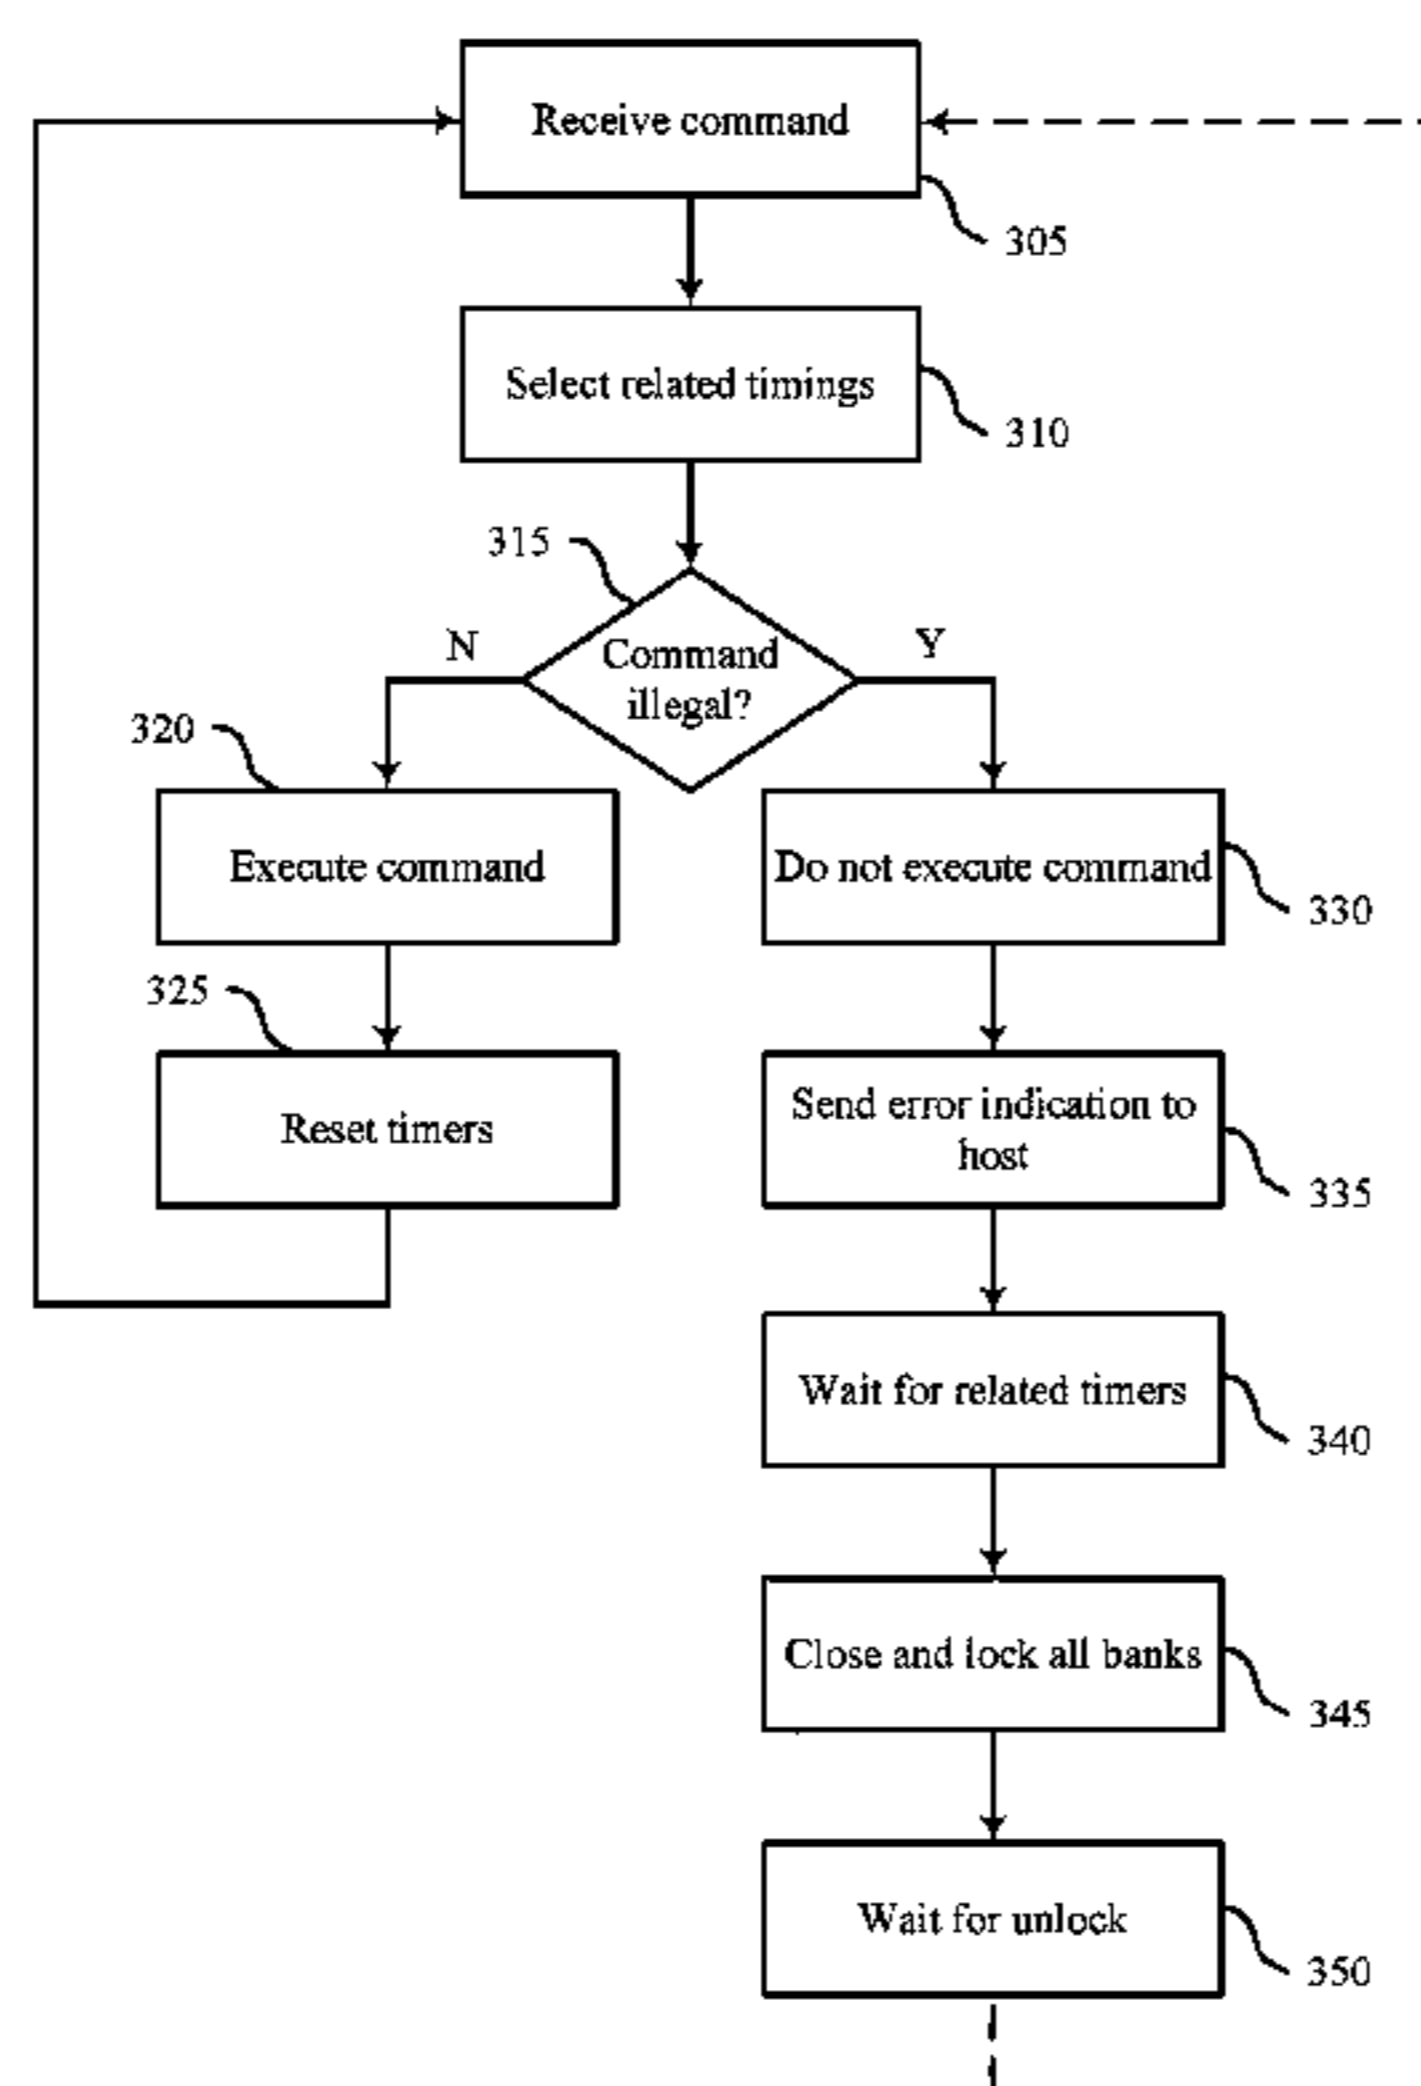 Receive command
305
Select related timings
310
315
N
Command
illegal?
Y
320
Execute command
Do not execute command
330
325
Reset timers
Send error indication to
host
335
Wait for related timers
340
Close and lock all banks
345
Wait for unlock
350